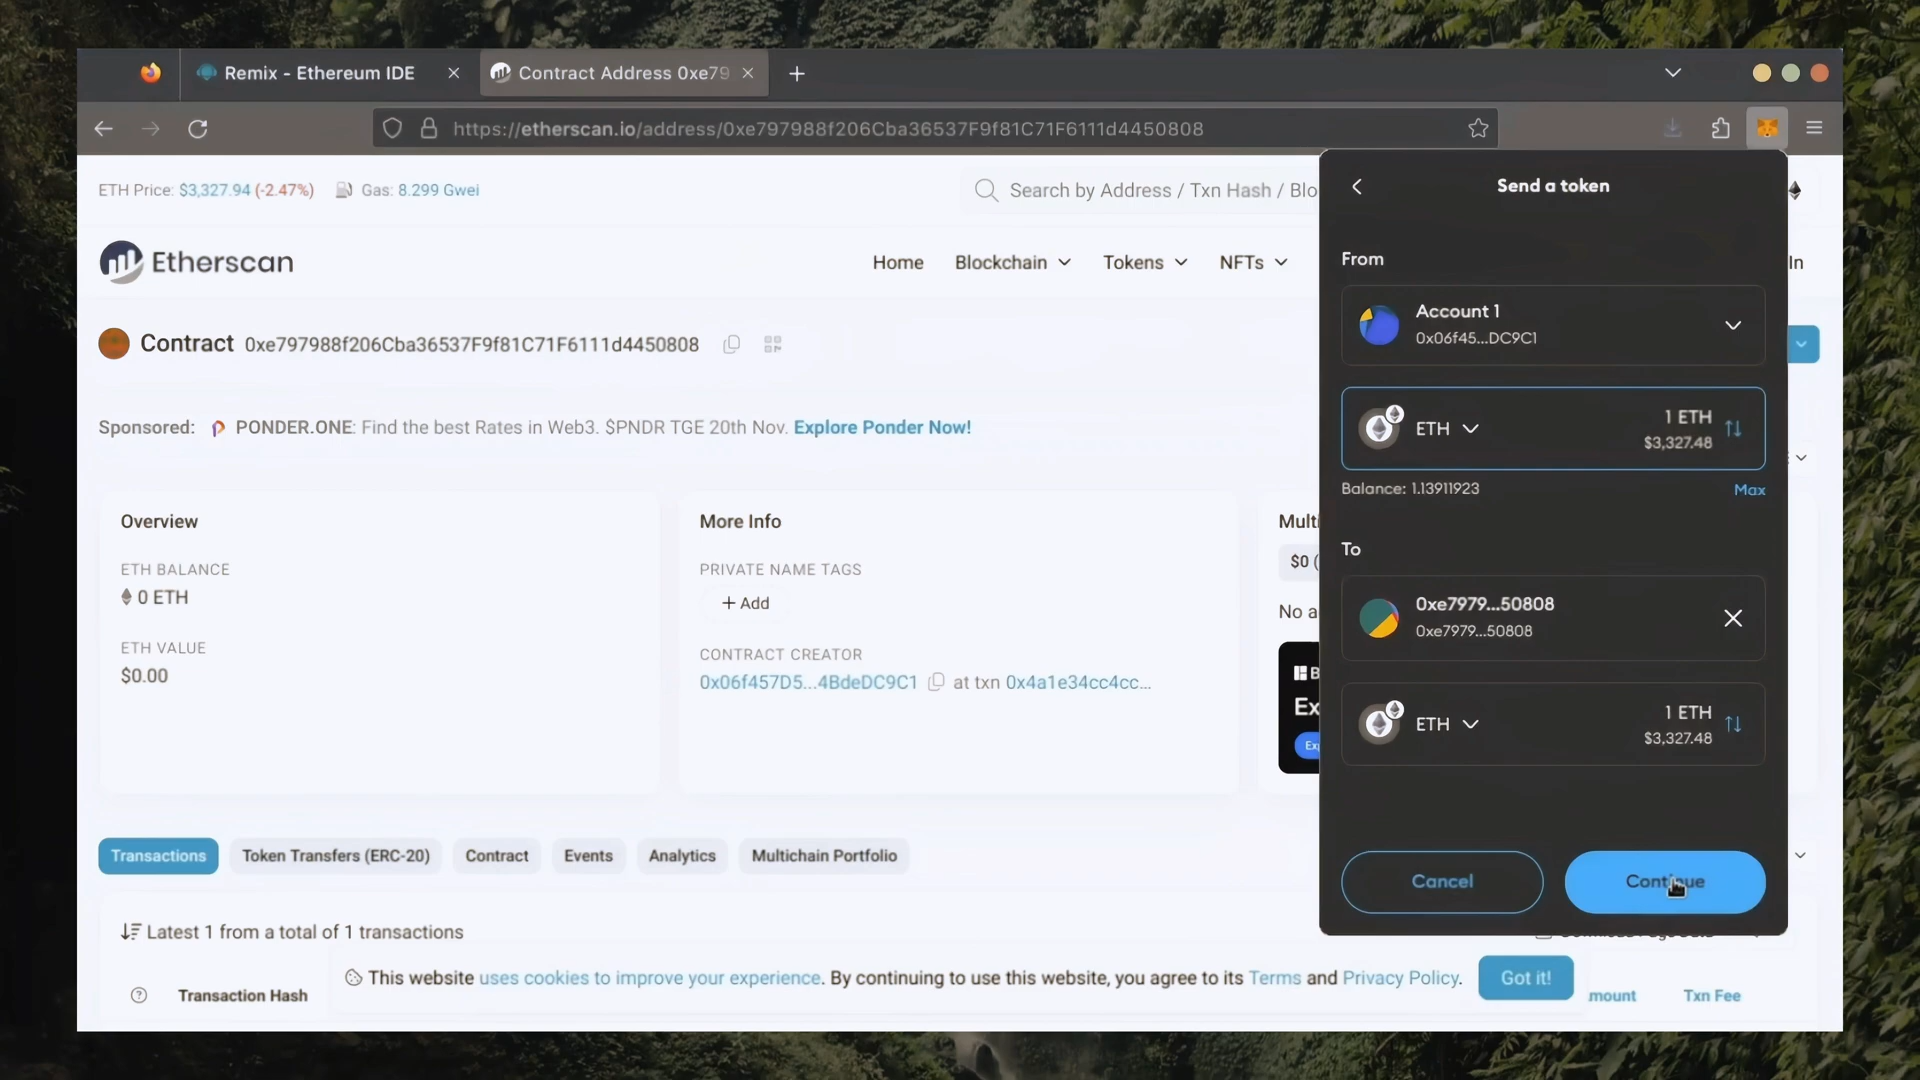 Remix - Ethereum IDE
Contract Address 0xe79
https://etherscan.io/address/0xe797988f206Cba36537F9f81C71F6111d4450808
ETH Price: $3,327.94 (-2.47%) Gas: 8.299 Gwei
Search by Address / Txn Hash / Blo
Etherscan
Home
Blockchain
Tokens
NFTs
In
Contract 0xe797988f206Cba36537F9f81C71F6111d4450808
Sponsored: PONDER.ONE: Find the best Rates in Web3. $PNDR TGE 20th Nov. Explore Ponder Now!
Overview
ETH BALANCE
0 ETH
ETH VALUE
$0.00
More Info
PRIVATE NAME TAGS
+ Add
CONTRACT CREATOR
0x06f457D5...4BdeDC9C1 at txn 0x4a1e34cc4cc...
Multi
$0 (
No a
B
Ex
Exp
Transactions
Token Transfers (ERC-20)
Contract
Events
Analytics
Multichain Portfolio
Latest 1 from a total of 1 transactions
Transaction Hash
mount
Txn Fee
This website uses cookies to improve your experience. By continuing to use this website, you agree to its Terms and Privacy Policy.
Got it!
Send a token
From
Account 1
0x06f45...DC9C1
ETH
1 ETH
$3,327.48
Balance: 1.13911923
Max
To
0xe7979...50808
0xe7979...50808
ETH
1 ETH
$3,327.48
Cancel
Continue